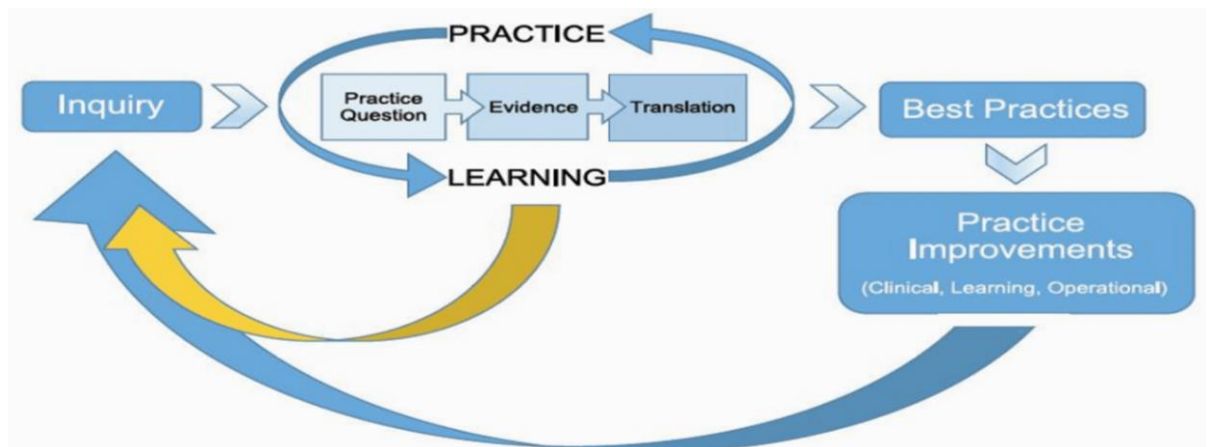 PRACTICE
Inquiry
Practice
Question
Evidence
Translation
LEARNING
Best Practices
Practice
Improvements
(Clinical, Learning, Operational)